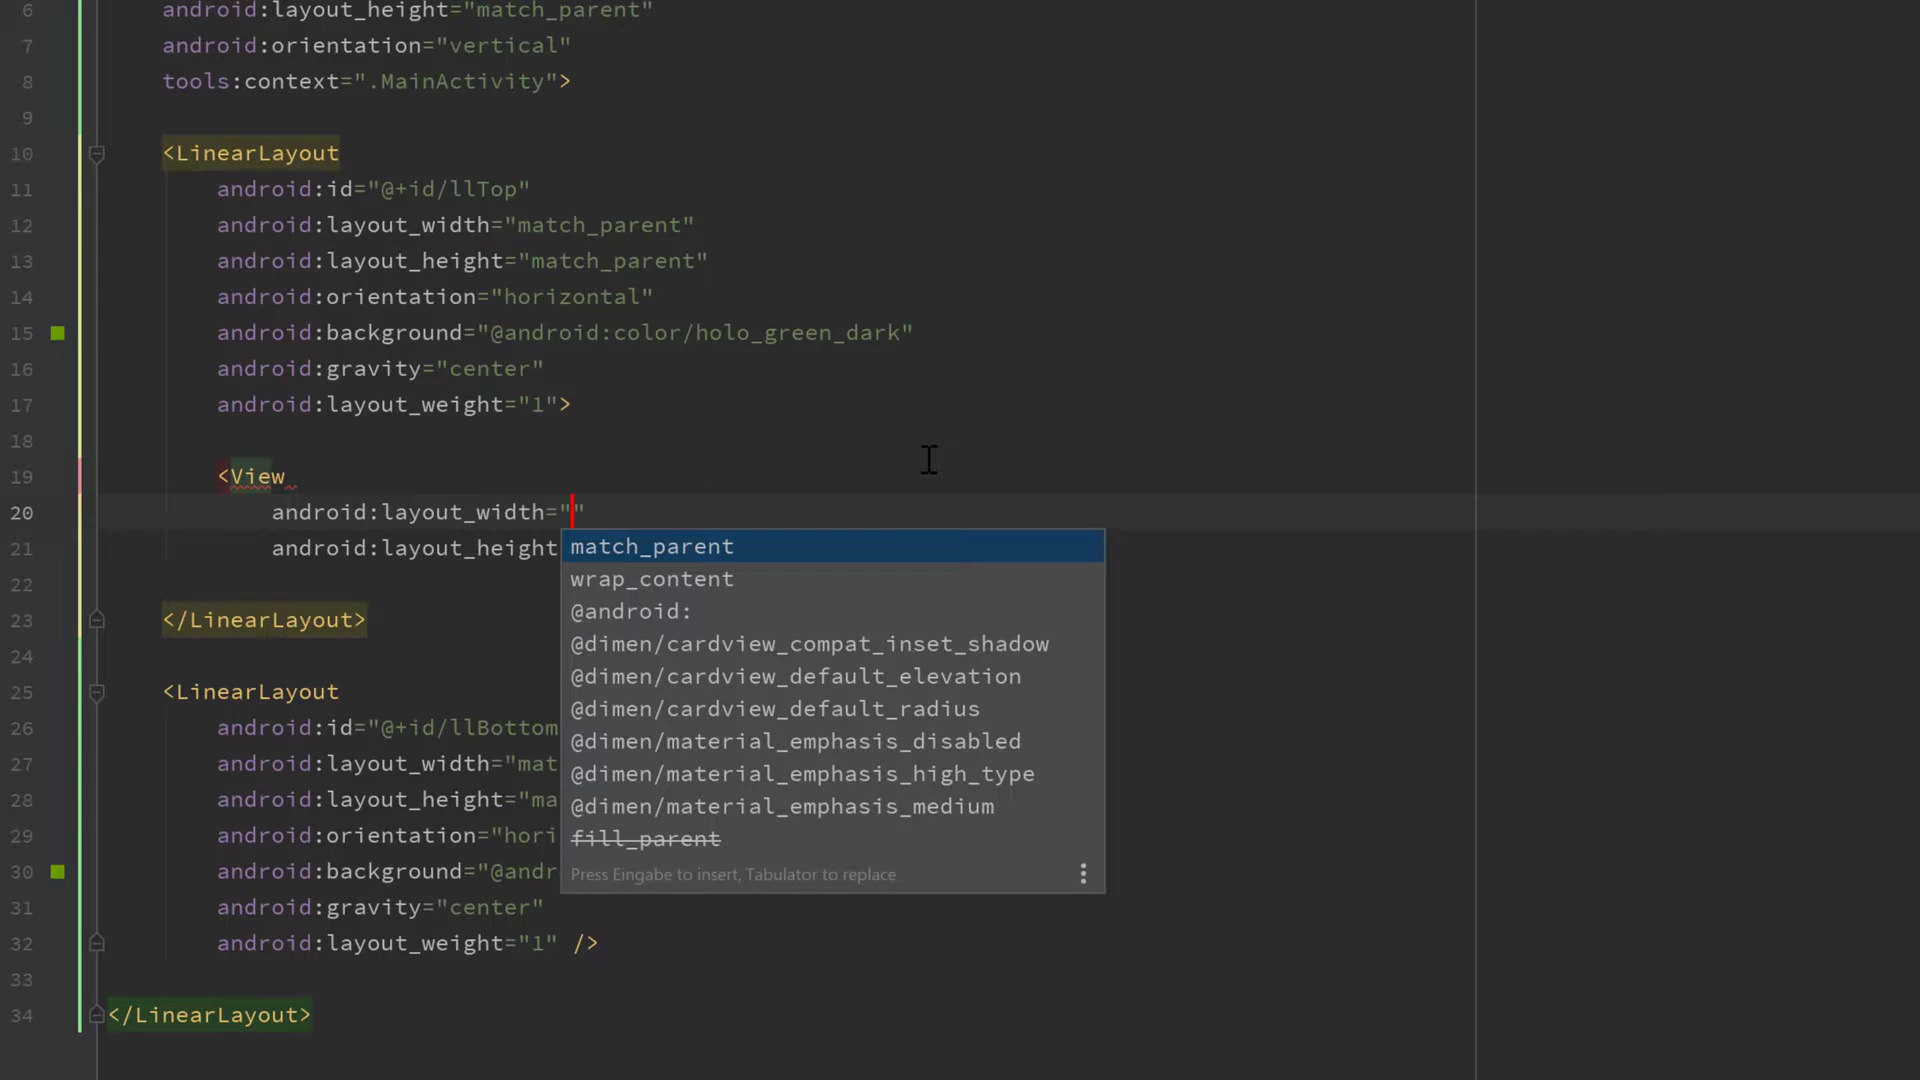 6 android:layout_height="match_parent"
7 android:orientation="vertical"
8 tools:context=".MainActivity">
9
10 <LinearLayout
11 android:id="@+id/llTop"
12 android:layout_width="match_parent"
13 android:layout_height="match_parent"
14 android:orientation="horizontal"
15 android:background="@android:color/holo_green_dark"
16 android:gravity="center"
17 android:layout_weight="1">
18
19 <View
20 android:layout_width=""
21 android:layout_height
match_parent
wrap_content
@android:
@dimen/cardview_compat_inset_shadow
@dimen/cardview_default_elevation
@dimen/cardview_default_radius
@dimen/material_emphasis_disabled
@dimen/material_emphasis_high_type
@dimen/material_emphasis_medium
fill_parent
Press Eingabe to insert, Tabulator to replace
22
23 </LinearLayout>
24
25 <LinearLayout
26 android:id="@+id/llBottom
27 android:layout_width="mat
28 android:layout_height="ma
29 android:orientation="hori
30 android:background="@andr
31 android:gravity="center"
32 android:layout_weight="1" />
33
34 </LinearLayout>